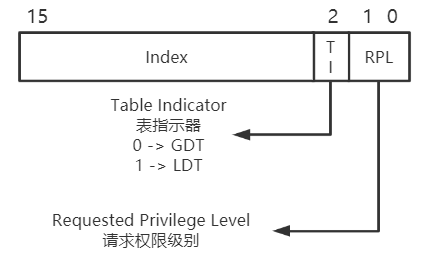 15 2 1 0
Index
T
I
RPL
Table Indicator
表指示器
0 -> GDT
1 -> LDT
Requested Privilege Level
请求权限级别